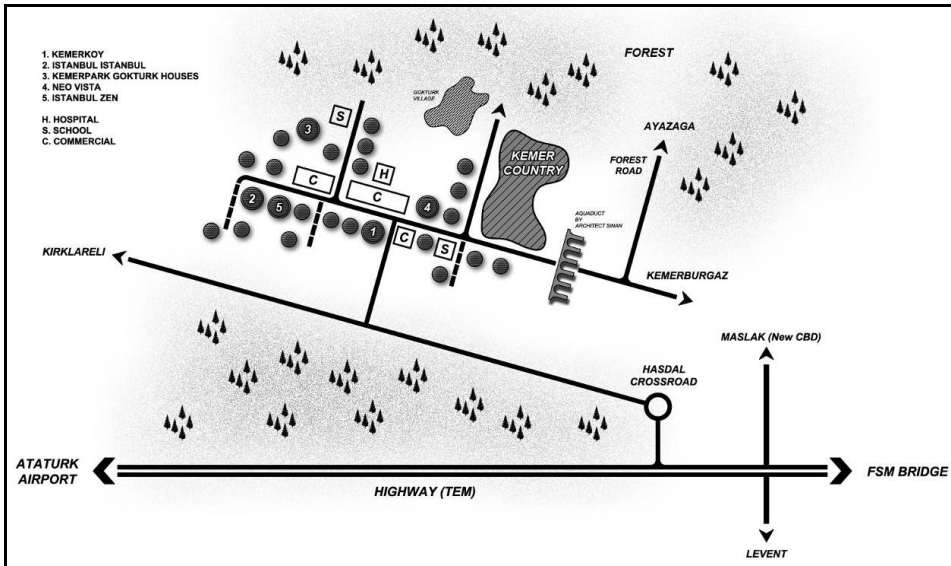 1. KEMERKOY
2. ISTANBUL ISTANBUL
3. KEMERPARK GOKTURK HOUSES
4. NEO VISTA
5. ISTANBUL ZEN
H. HOSPITAL
S. SCHOOL
C. COMMERCIAL
FOREST
GOKTURK
VILLAGE
S
3
AYAZAGA
KEMER
COUNTRY
FOREST
ROAD
H
C
C
2
5
4
1
C
S
AQUADUCT
BY
ARCHITECT SINAN
KIRKLARELI
KEMERBURGAZ
MASLAK (New CBD)
HASDAL
CROSSROAD
ATATURK
AIRPORT
HIGHWAY (TEM)
FSM BRIDGE
LEVENT